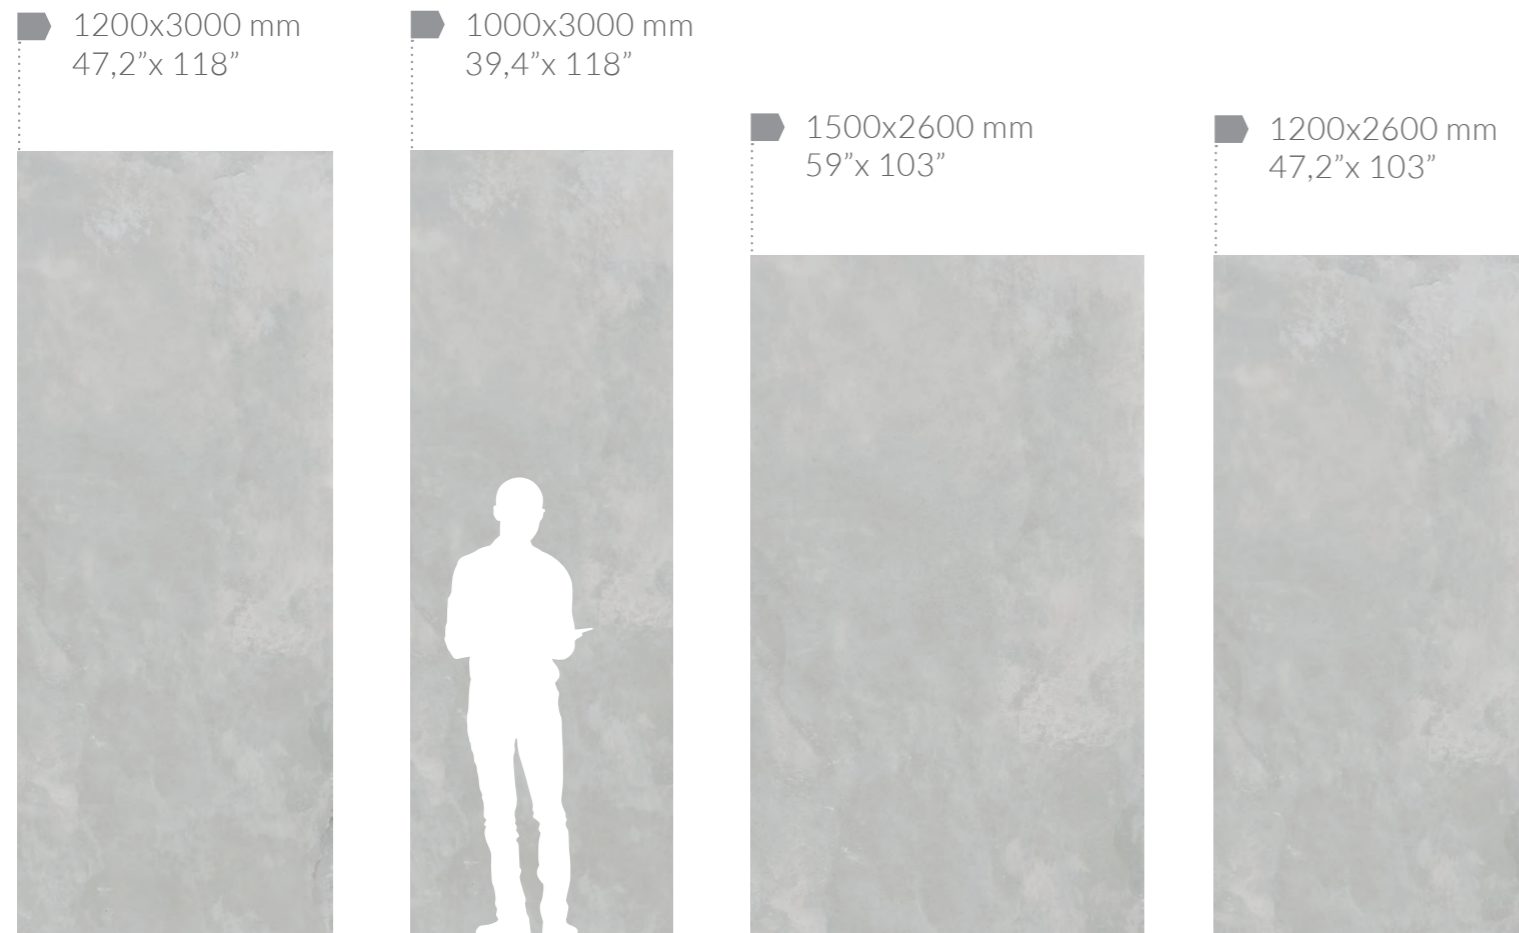 1200x3000 mm
47,2”x 118”
1000x3000 mm
39,4”x 118”
1500x2600 mm
59”x 103”
1200x2600 mm
47,2”x 103”